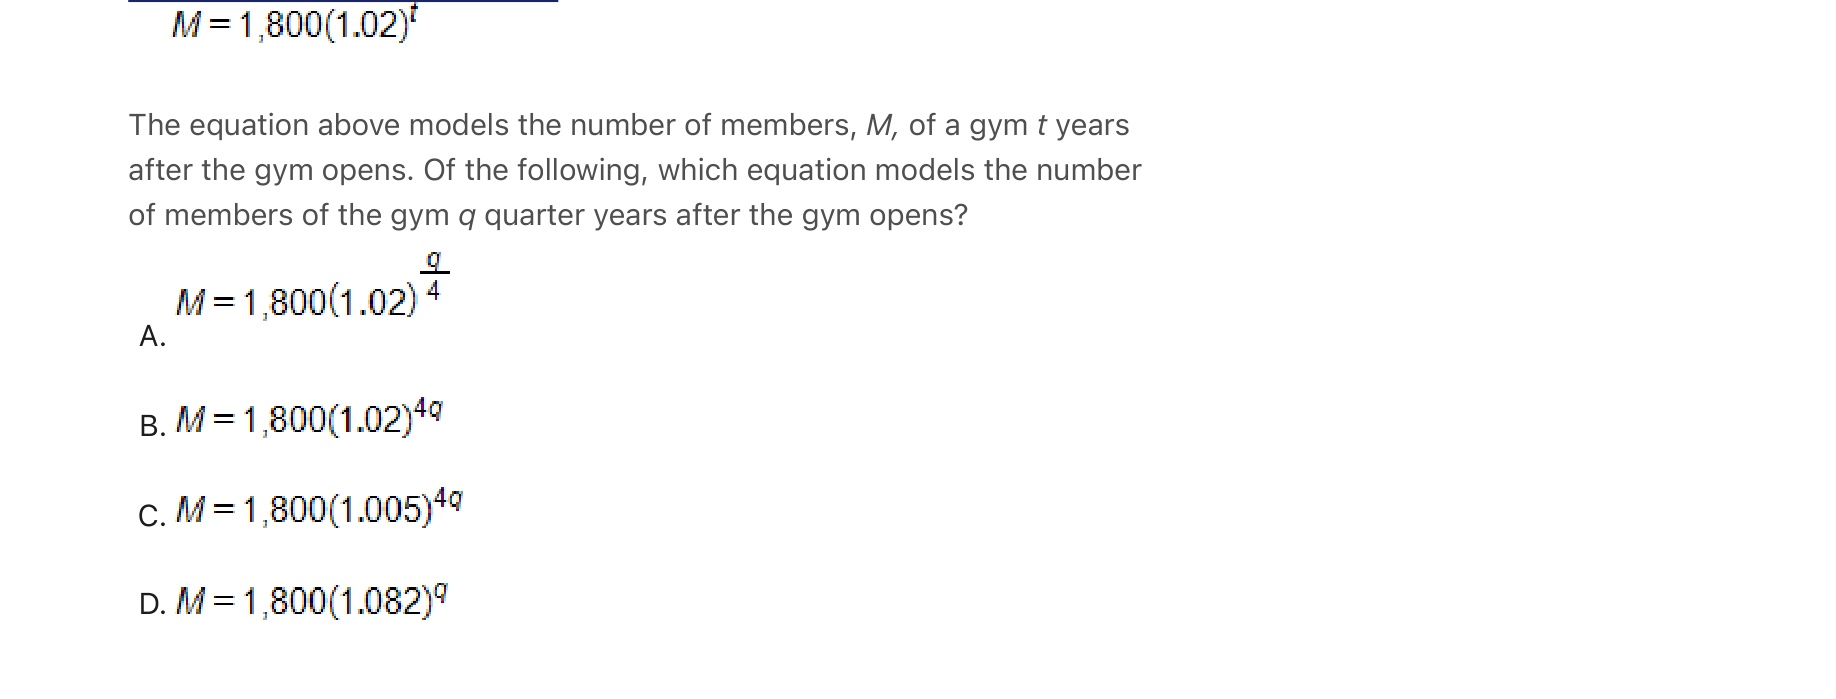 M = 1,800(1.02)^t
The equation above models the number of members, M, of a gym t years
after the gym opens. Of the following, which equation models the number
of members of the gym q quarter years after the gym opens?
A. M = 1,800(1.02)^(q/4)
B. M = 1,800(1.02)^(4q)
C. M = 1,800(1.005)^(4q)
D. M = 1,800(1.082)^q